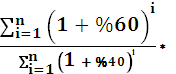 ∑ⁿᵢ₌₁(1 + %60)ⁱ
∑ⁿᵢ₌₁(1 + %40)ⁱ *